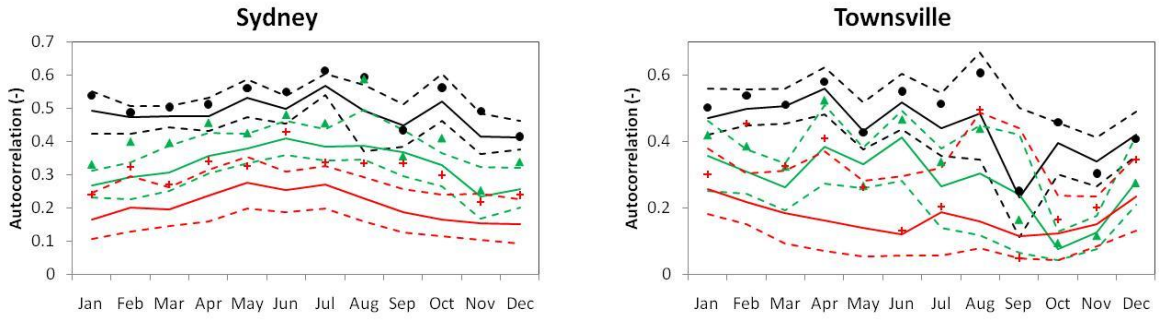 Sydney
Autocorrelation (-)
0.7
0.6
0.5
0.4
0.3
0.2
0.1
0
Jan Feb Mar Apr May Jun Jul Aug Sep Oct Nov Dec
Townsville
Autocorrelation (-)
0.6
0.4
0.2
0
Jan Feb Mar Apr May Jun Jul Aug Sep Oct Nov Dec